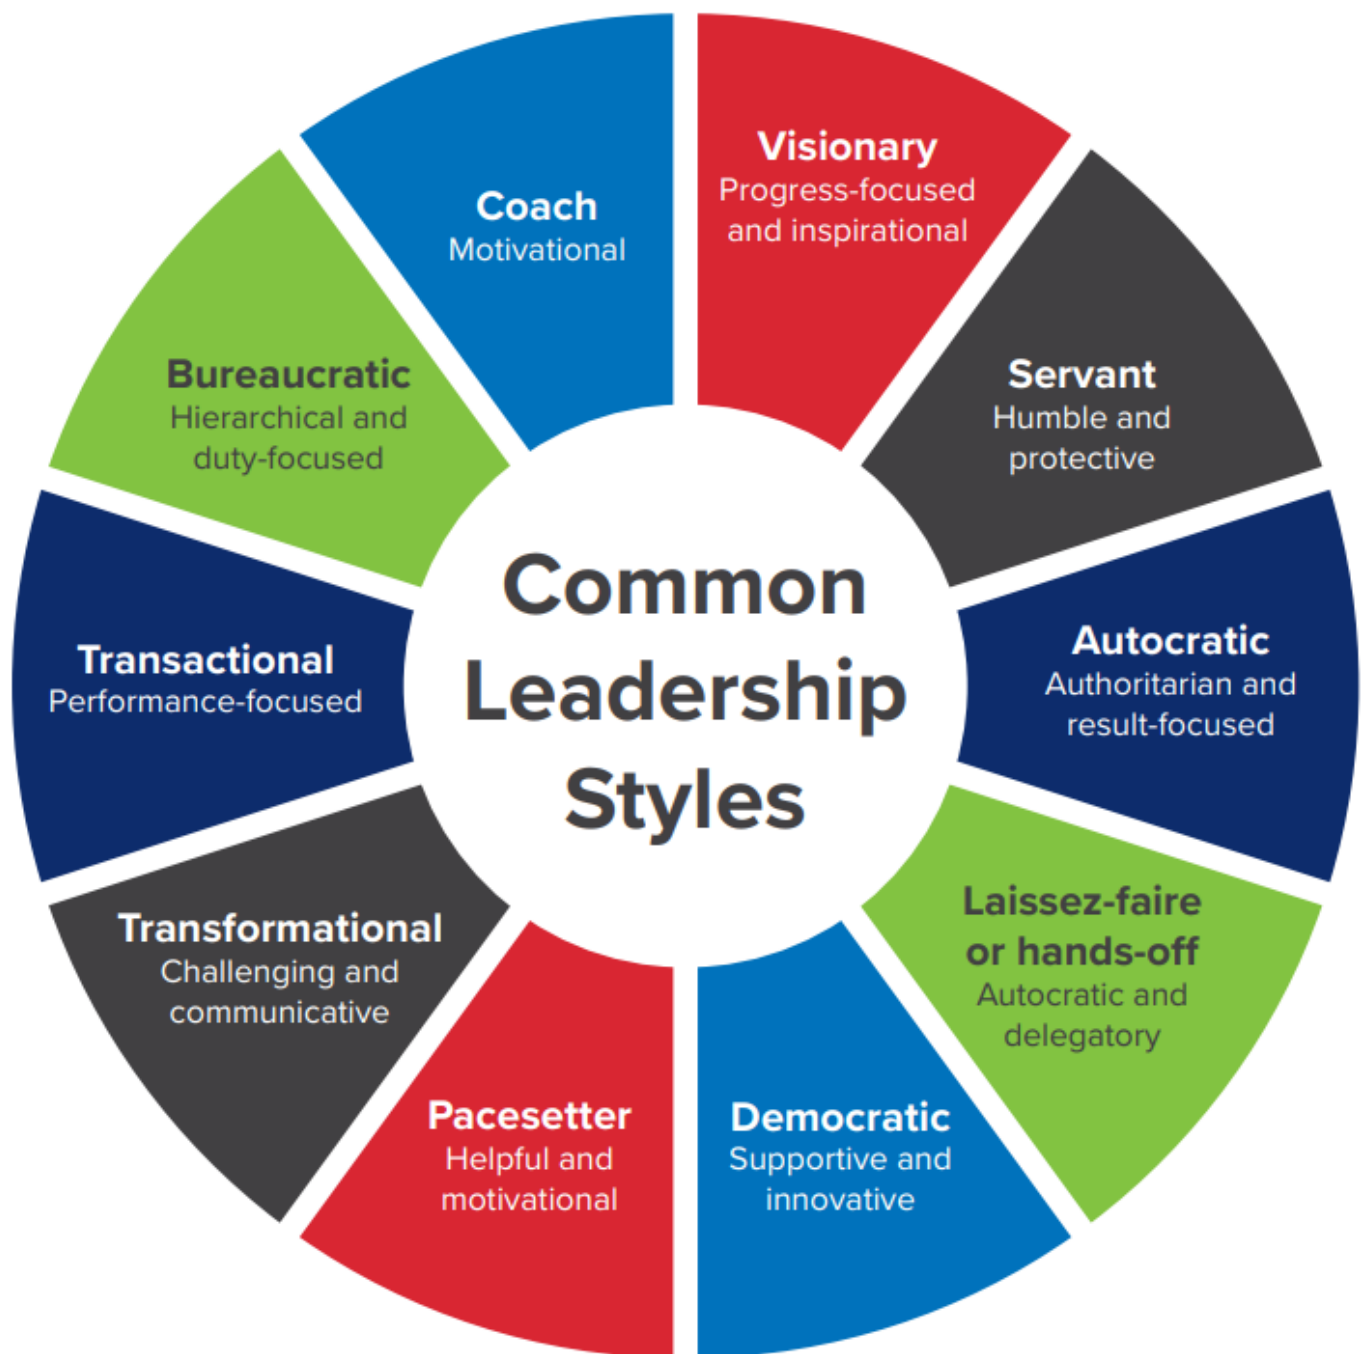 Common
Leadership
Styles
Visionary
Progress-focused
and inspirational
Servant
Humble and
protective
Autocratic
Authoritarian and
result-focused
Laissez-faire
or hands-off
Autocratic and
delegatory
Democratic
Supportive and
innovative
Pacesetter
Helpful and
motivational
Transformational
Challenging and
communicative
Transactional
Performance-focused
Bureaucratic
Hierarchical and
duty-focused
Coach
Motivational